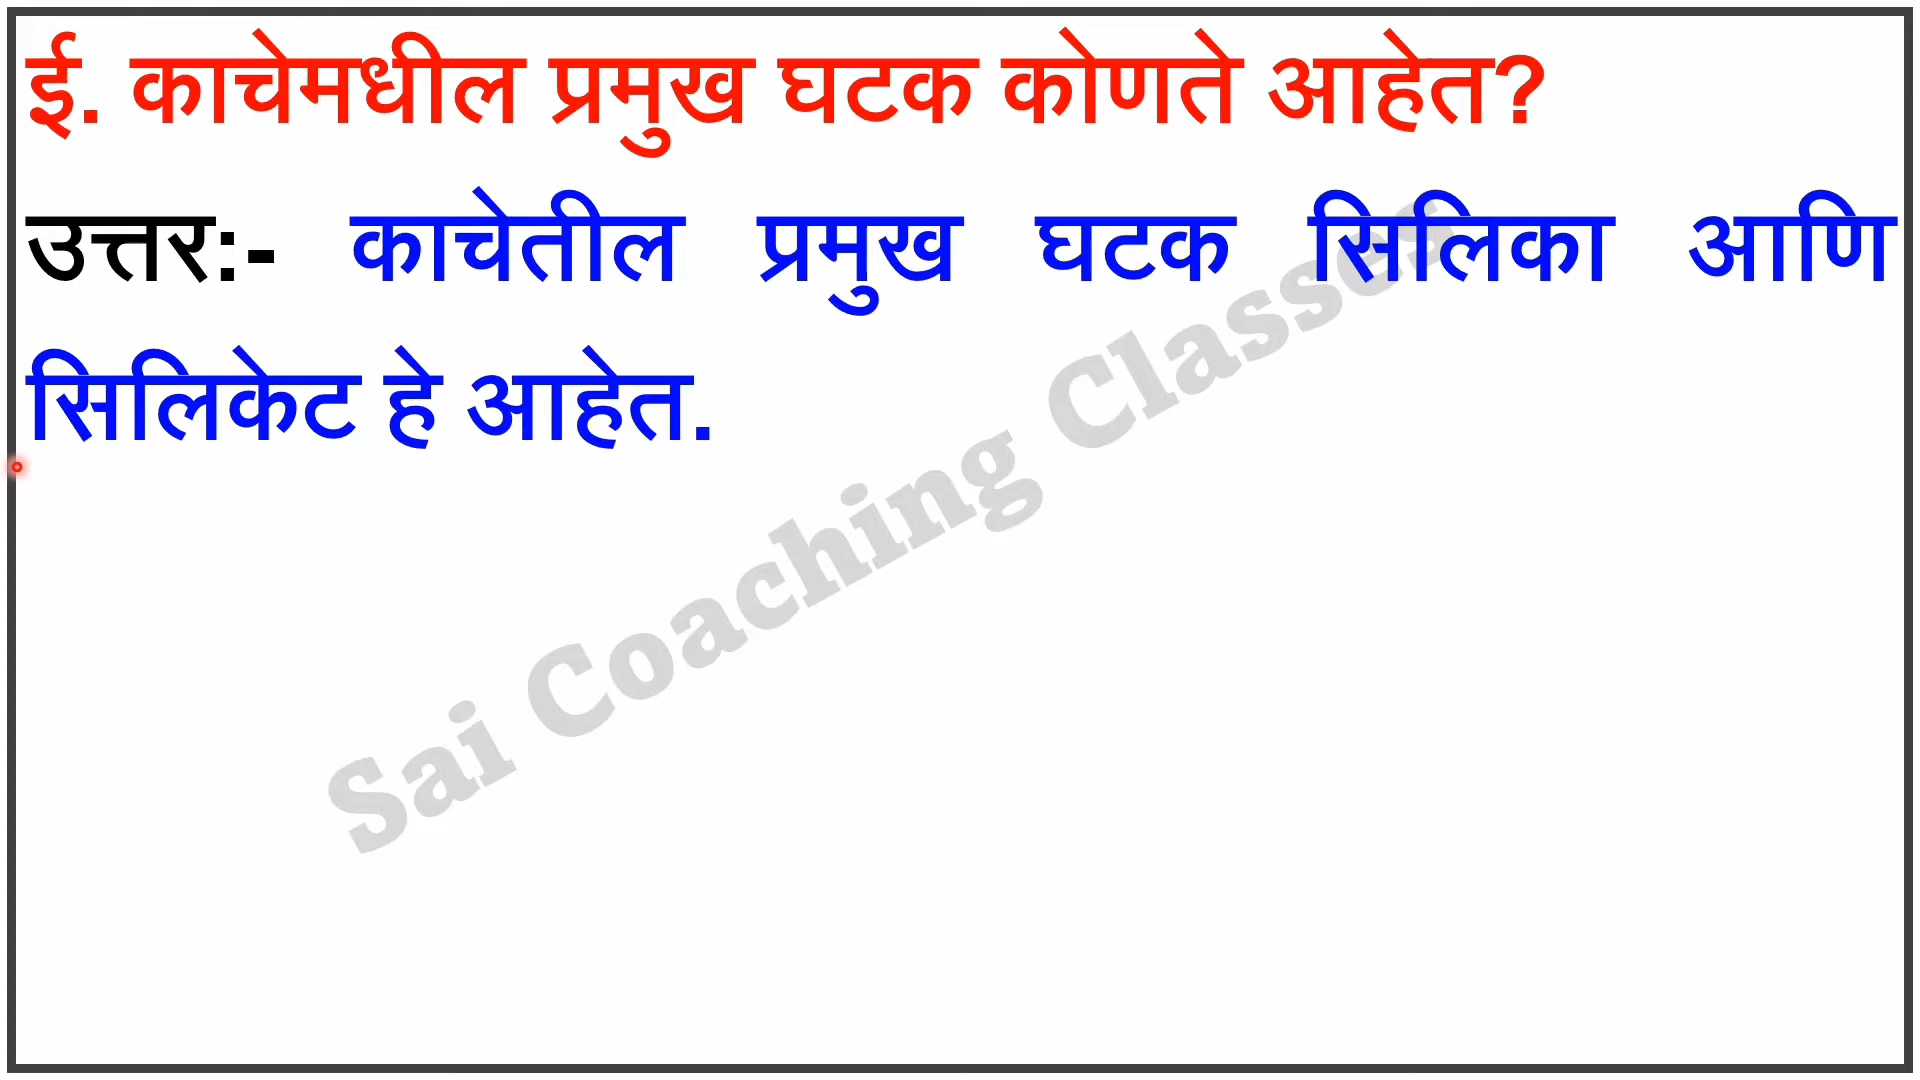 ई. काचेमधील प्रमुख घटक कोणते आहेत?
उत्तर:- काचेतील प्रमुख घटक सिलिका आणि
सिलिकेट हे आहेत.
Sai Coaching Classes